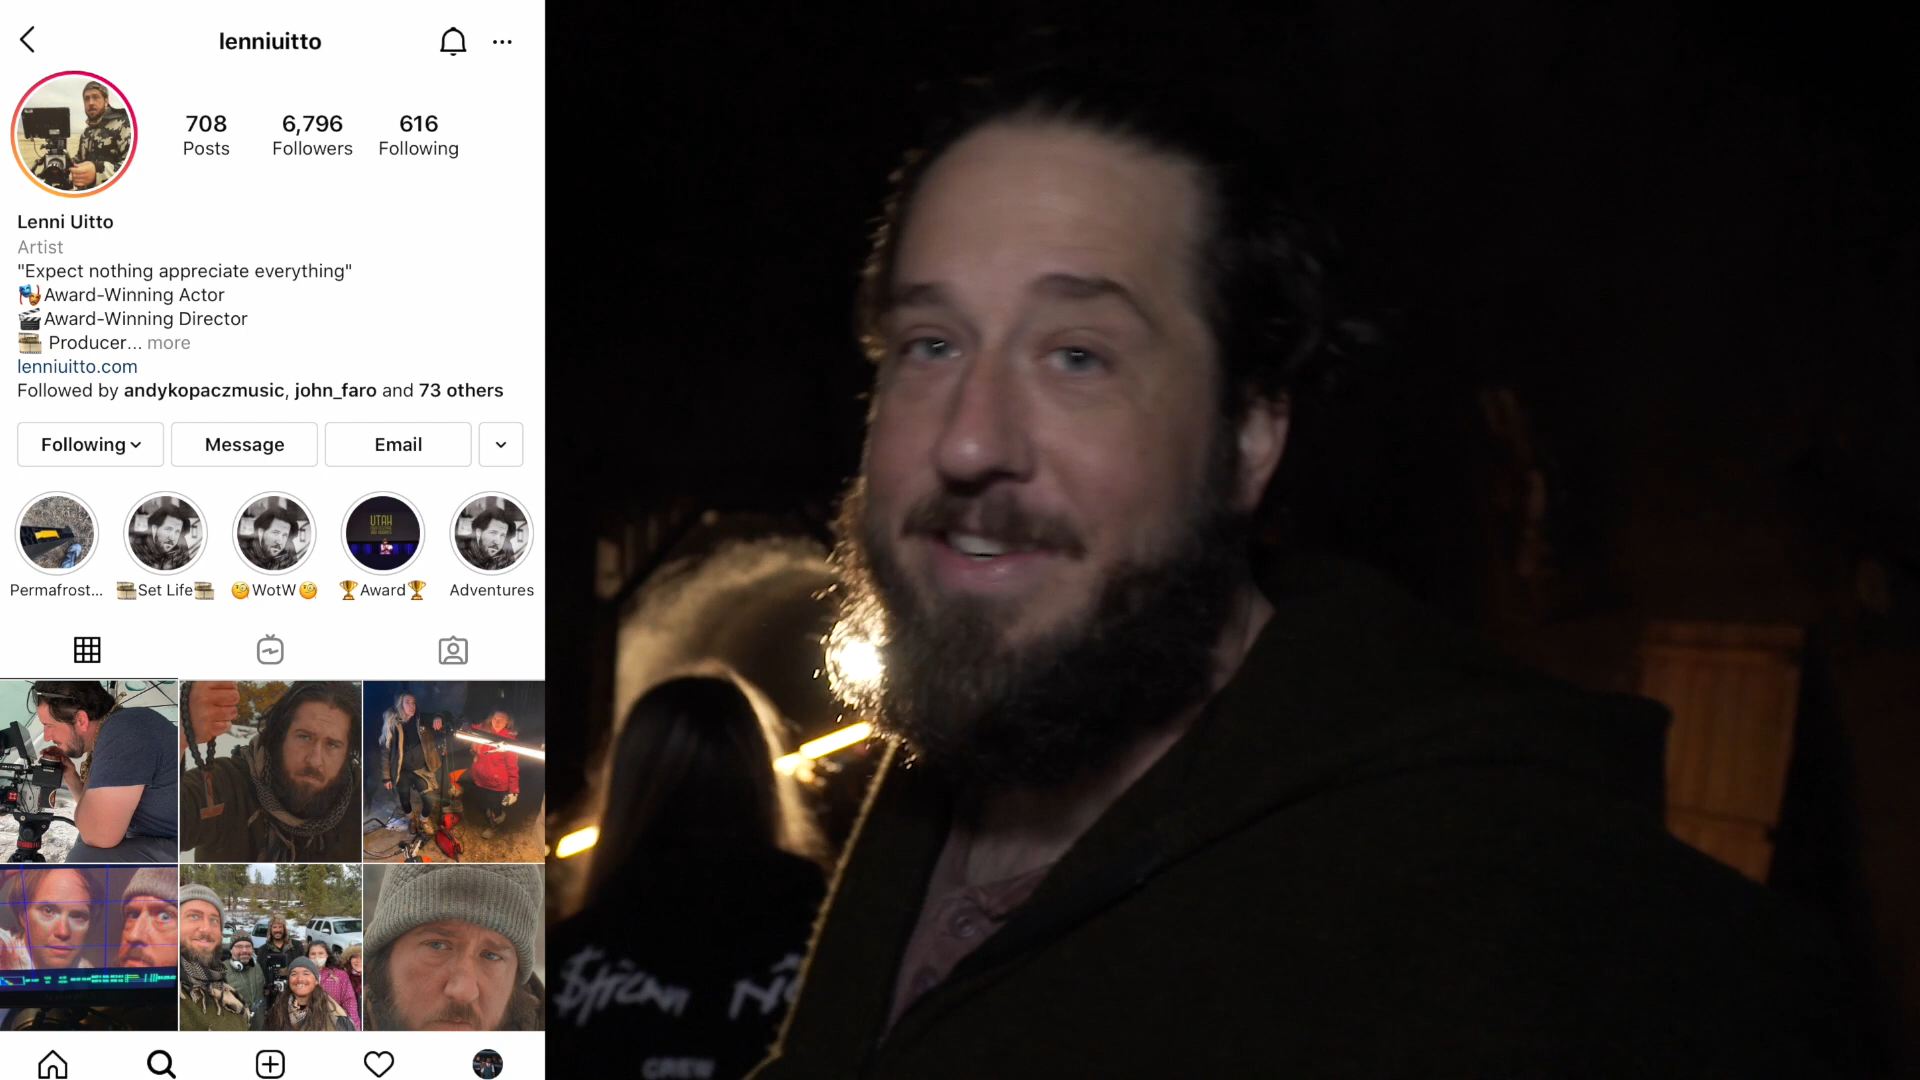 lenniuitto
708
Posts
6,796
Followers
616
Following
Lenni Uitto
Artist
"Expect nothing appreciate everything"
🎭Award-Winning Actor
🎬Award-Winning Director
🎞️ Producer... more
lenniuitto.com
Followed by andykopaczmusic, john_faro and 73 others
Following
Message
Email
UTAH
Permafrost...
🎞️Set Life🎞️
🧐WotW🧐
🏆Award🏆
Adventures
CREW